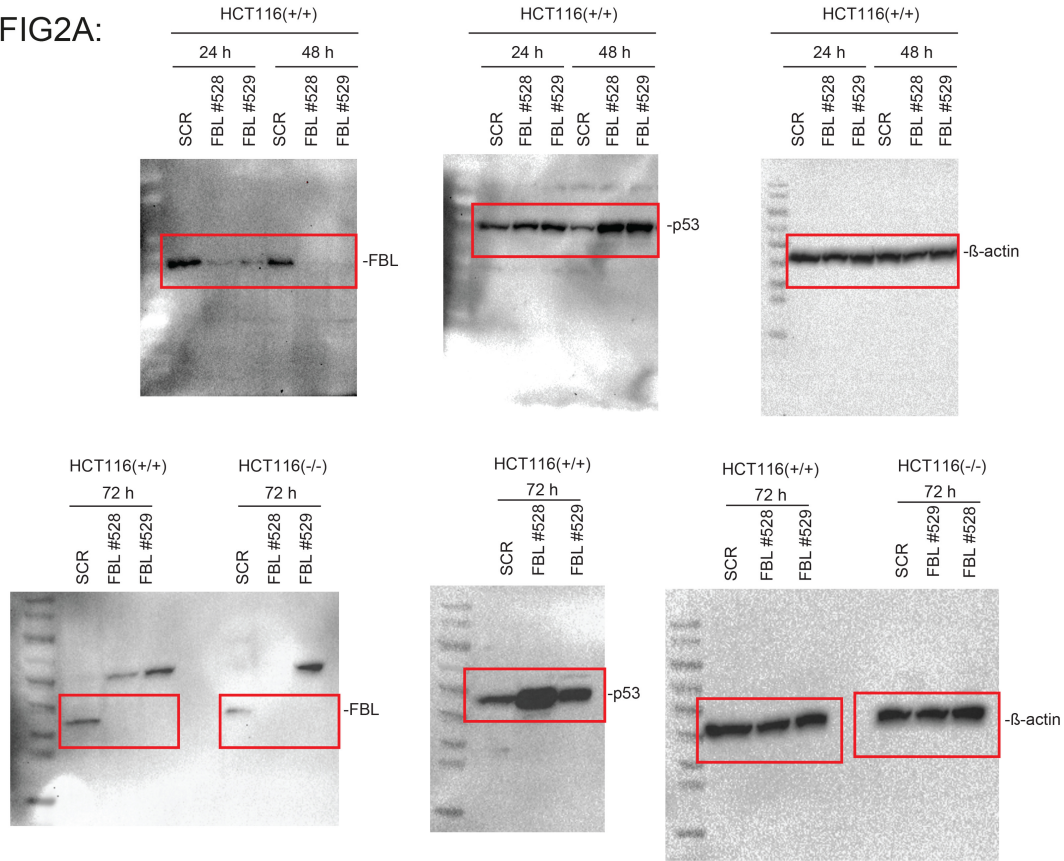 FIG2A:
HCT116(+/+)
24 h 48 h
SCR
FBL #528
FBL #529
SCR
FBL #528
FBL #529
-FBL
HCT116(+/+)
24 h 48 h
SCR
FBL #528
FBL #529
SCR
FBL #528
FBL #529
-p53
HCT116(+/+)
24 h 48 h
SCR
FBL #528
FBL #529
SCR
FBL #528
FBL #529
-ß-actin
HCT116(+/+) HCT116(-/-)
72 h 72 h
SCR
FBL #528
FBL #529
SCR
FBL #528
FBL #529
-FBL
HCT116(+/+)
72 h
SCR
FBL #528
FBL #529
-p53
HCT116(+/+) HCT116(-/-)
72 h 72 h
SCR
FBL #528
FBL #529
SCR
FBL #529
FBL #528
-ß-actin